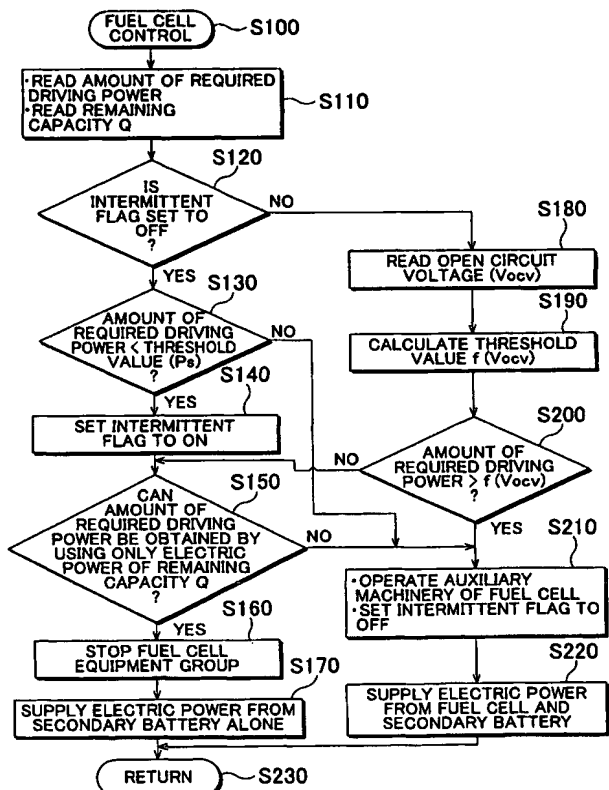 FUEL CELL
CONTROL
S100
・READ AMOUNT OF REQUIRED
DRIVING POWER
・READ REMAINING
CAPACITY Q
S110
S120
IS
INTERMITTENT
FLAG SET TO
OFF
?
NO
YES
S180
READ OPEN CIRCUIT
VOLTAGE (Vocv)
S130
AMOUNT OF
REQUIRED DRIVING
POWER < THRESHOLD
VALUE (Ps)
?
NO
YES
S190
CALCULATE THRESHOLD
VALUE f (Vocv)
S140
SET INTERMITTENT
FLAG TO ON
S200
AMOUNT OF
REQUIRED DRIVING
POWER > f (Vocv)
?
NO
YES
S150
CAN
AMOUNT OF
REQUIRED DRIVING
POWER BE OBTAINED BY
USING ONLY ELECTRIC
POWER OF REMAINING
CAPACITY Q
?
NO
YES
S210
・OPERATE AUXILIARY
MACHINERY OF FUEL CELL
・SET INTERMITTENT FLAG TO
OFF
S160
STOP FUEL CELL
EQUIPMENT GROUP
S170
SUPPLY ELECTRIC POWER FROM
SECONDARY BATTERY ALONE
S220
SUPPLY ELECTRIC POWER
FROM FUEL CELL AND
SECONDARY BATTERY
RETURN
S230